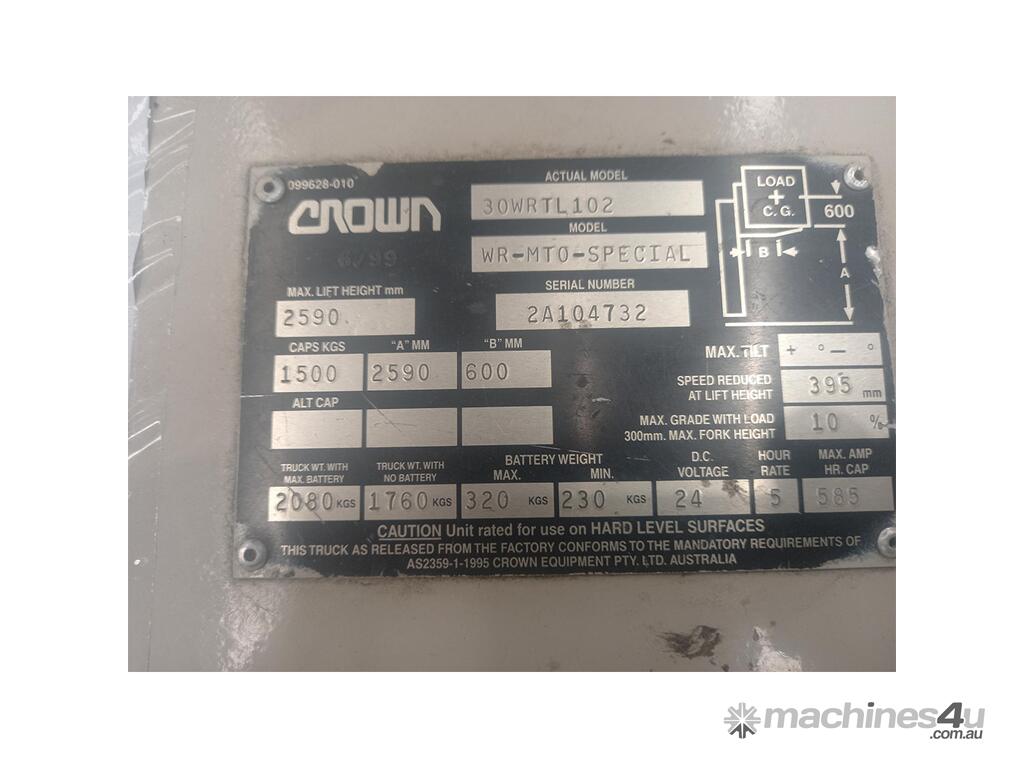 099628-010
CROWN
6/99
ACTUAL MODEL
30WRTL102
MODEL
WR-MTO-SPECIAL
SERIAL NUMBER
2A104732
LOAD
+
C.G.
600
B
A
MAX. LIFT HEIGHT mm
2590
CAPS KGS "A" MM "B" MM
1500 2590 600
ALT CAP
MAX. TILT + ° — °
SPEED REDUCED
AT LIFT HEIGHT 395 mm
MAX. GRADE WITH LOAD
300mm. MAX. FORK HEIGHT 10 %
TRUCK WT. WITH
MAX. BATTERY
2080 KGS
TRUCK WT. WITH
NO BATTERY
1760 KGS
BATTERY WEIGHT
MAX. MIN.
320 KGS 230 KGS
D.C.
VOLTAGE
24
HOUR
RATE
5
MAX. AMP
HR. CAP
585
CAUTION Unit rated for use on HARD LEVEL SURFACES
THIS TRUCK AS RELEASED FROM THE FACTORY CONFORMS TO THE MANDATORY REQUIREMENTS OF
AS2359-1-1995 CROWN EQUIPMENT PTY. LTD. AUSTRALIA
machines4u
.com.au